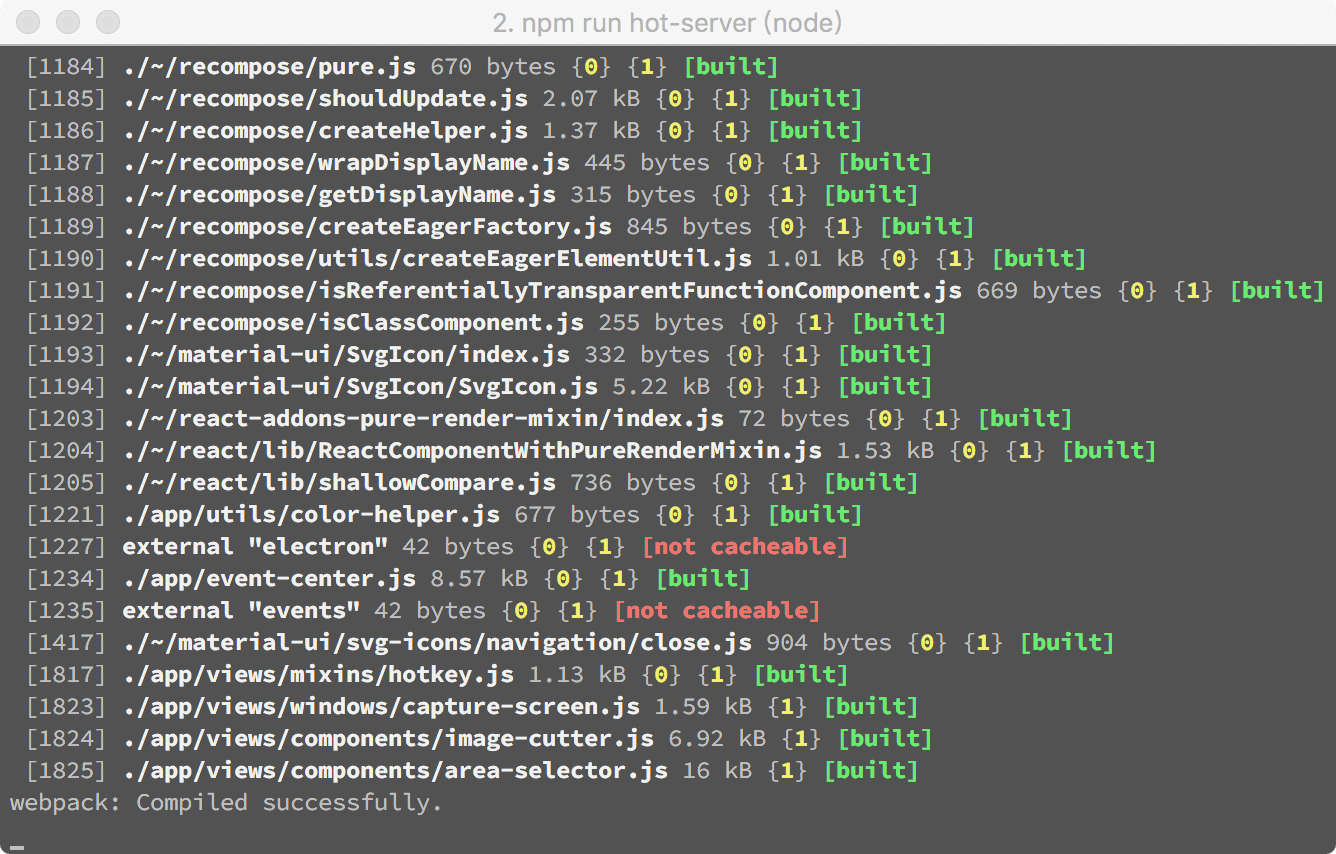 2. npm run hot-server (node)
[1184] ./~/recompose/pure.js 670 bytes {0} {1} [built]
[1185] ./~/recompose/shouldUpdate.js 2.07 kB {0} {1} [built]
[1186] ./~/recompose/createHelper.js 1.37 kB {0} {1} [built]
[1187] ./~/recompose/wrapDisplayName.js 445 bytes {0} {1} [built]
[1188] ./~/recompose/getDisplayName.js 315 bytes {0} {1} [built]
[1189] ./~/recompose/createEagerFactory.js 845 bytes {0} {1} [built]
[1190] ./~/recompose/utils/createEagerElementUtil.js 1.01 kB {0} {1} [built]
[1191] ./~/recompose/isReferentiallyTransparentFunctionComponent.js 669 bytes {0} {1} [built]
[1192] ./~/recompose/isClassComponent.js 255 bytes {0} {1} [built]
[1193] ./~/material-ui/SvgIcon/index.js 332 bytes {0} {1} [built]
[1194] ./~/material-ui/SvgIcon/SvgIcon.js 5.22 kB {0} {1} [built]
[1203] ./~/react-addons-pure-render-mixin/index.js 72 bytes {0} {1} [built]
[1204] ./~/react/lib/ReactComponentWithPureRenderMixin.js 1.53 kB {0} {1} [built]
[1205] ./~/react/lib/shallowCompare.js 736 bytes {0} {1} [built]
[1221] ./app/utils/color-helper.js 677 bytes {0} {1} [built]
[1227] external "electron" 42 bytes {0} {1} [not cacheable]
[1234] ./app/event-center.js 8.57 kB {0} {1} [built]
[1235] external "events" 42 bytes {0} {1} [not cacheable]
[1417] ./~/material-ui/svg-icons/navigation/close.js 904 bytes {0} {1} [built]
[1817] ./app/views/mixins/hotkey.js 1.13 kB {0} {1} [built]
[1823] ./app/views/windows/capture-screen.js 1.59 kB {1} [built]
[1824] ./app/views/components/image-cutter.js 6.92 kB {1} [built]
[1825] ./app/views/components/area-selector.js 16 kB {1} [built]
webpack: Compiled successfully.